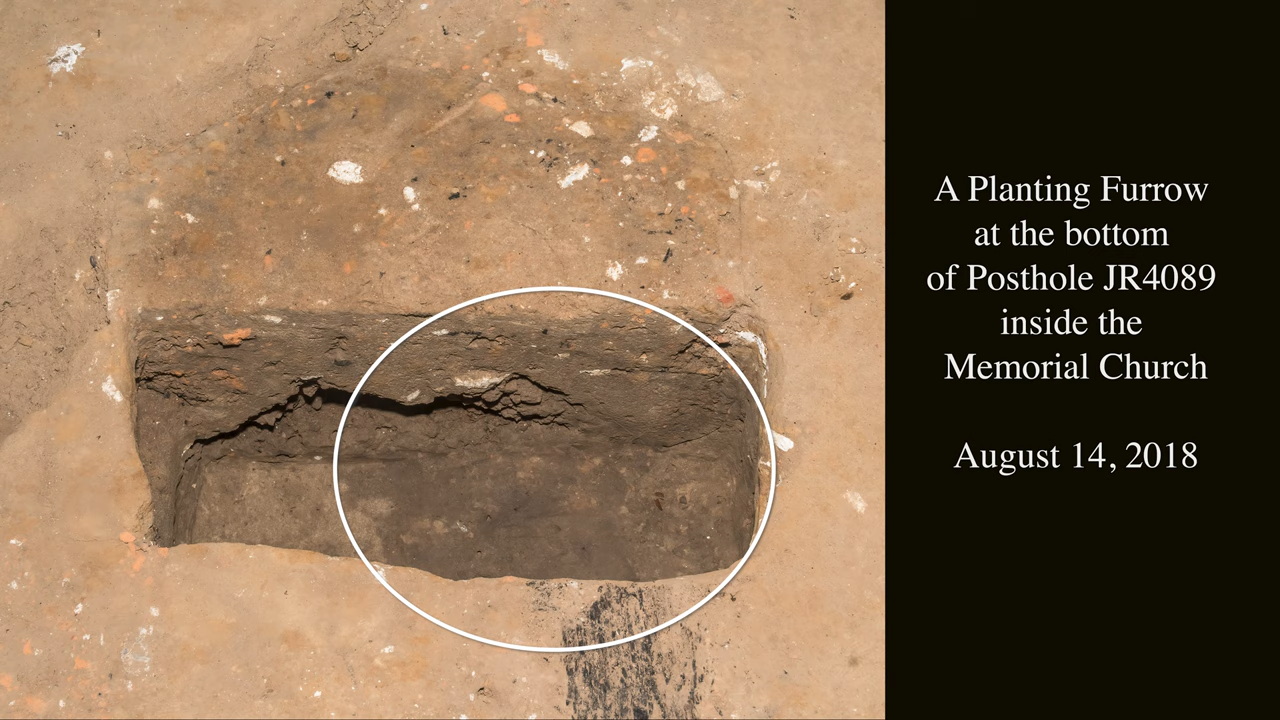 A Planting Furrow
at the bottom
of Posthole JR4089
inside the
Memorial Church
August 14, 2018